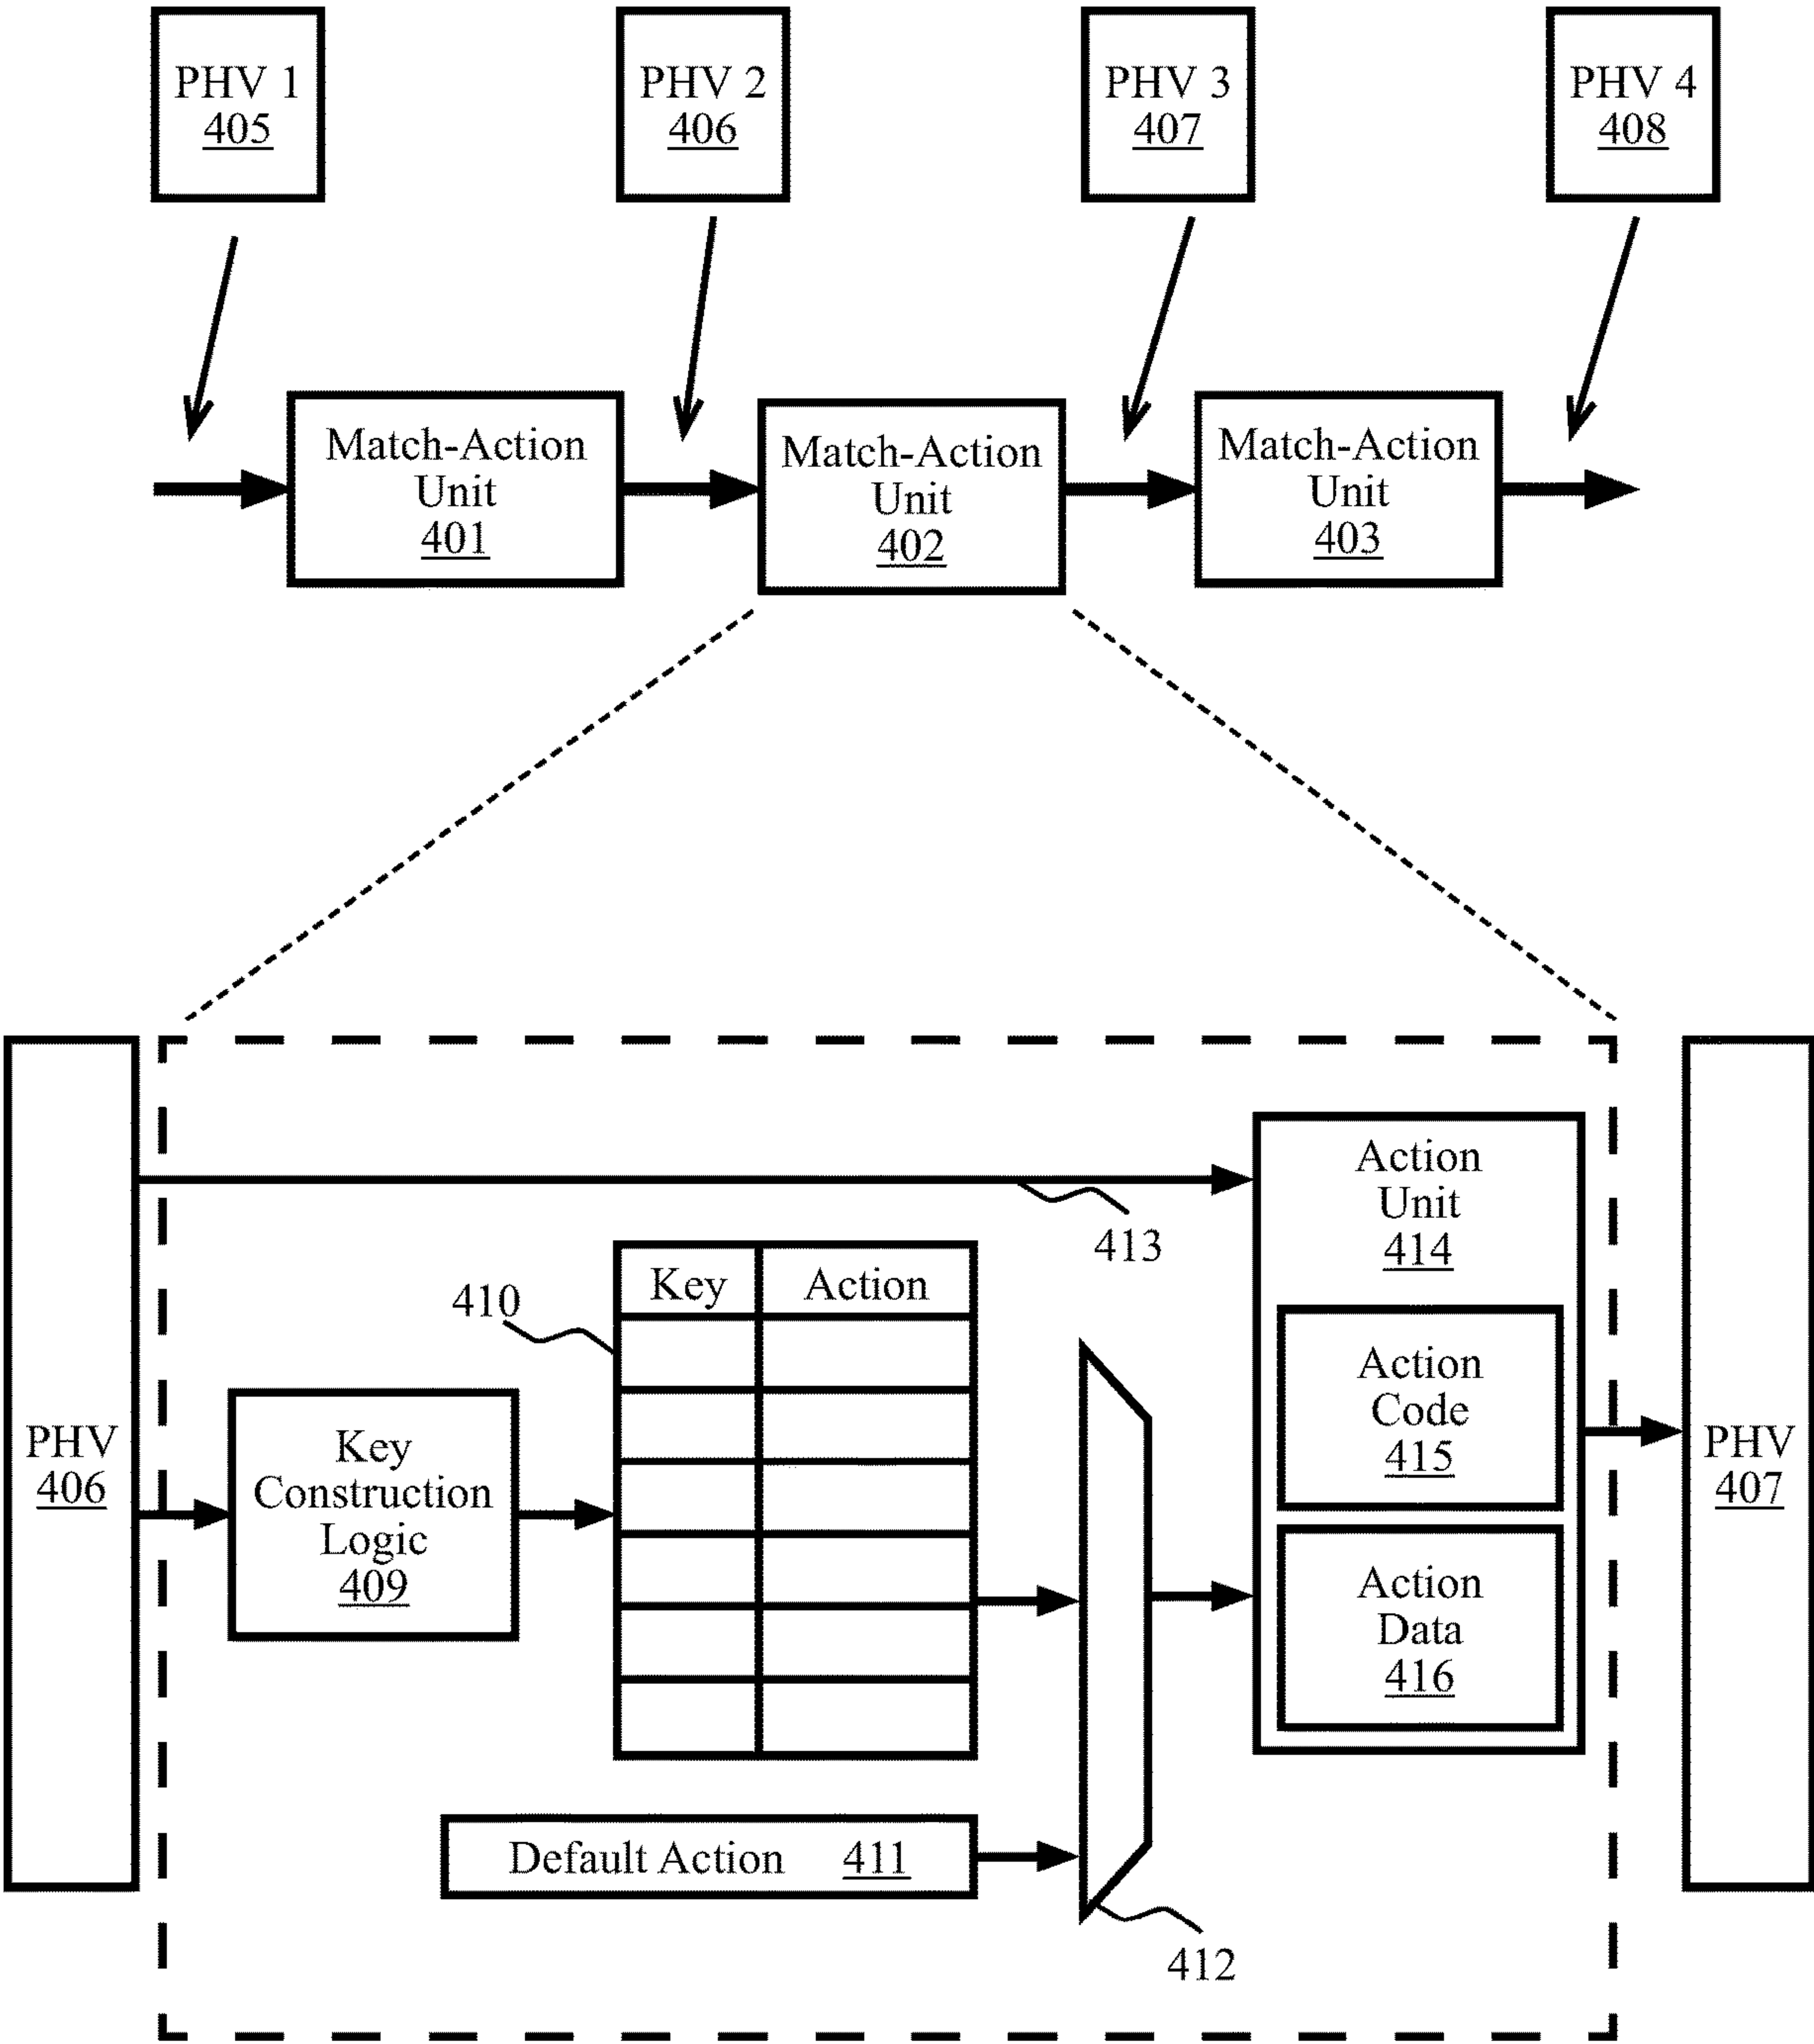 PHV 1
405
PHV 2
406
PHV 3
407
PHV 4
408
Match-Action
Unit
401
Match-Action
Unit
402
Match-Action
Unit
403
PHV
406
413
Action
Unit
414
410
Key
Action
Key
Construction
Logic
409
Action
Code
415
Action
Data
416
PHV
407
Default Action 411
412